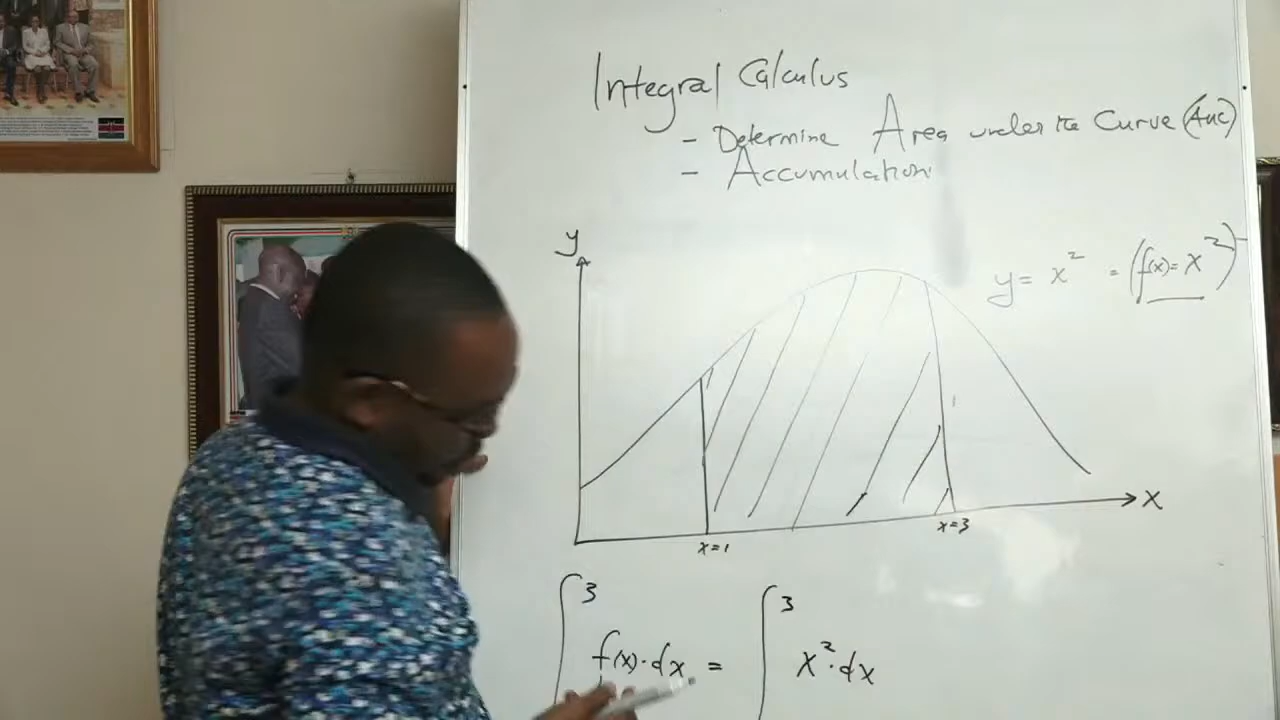 Integral Calculus
- Determine Area under the Curve (AUC)
- Accumulation
y
y = x² = (f(x) = x²)
x
x=1
x=3
∫³ f(x)·dx = ∫³ x²·dx